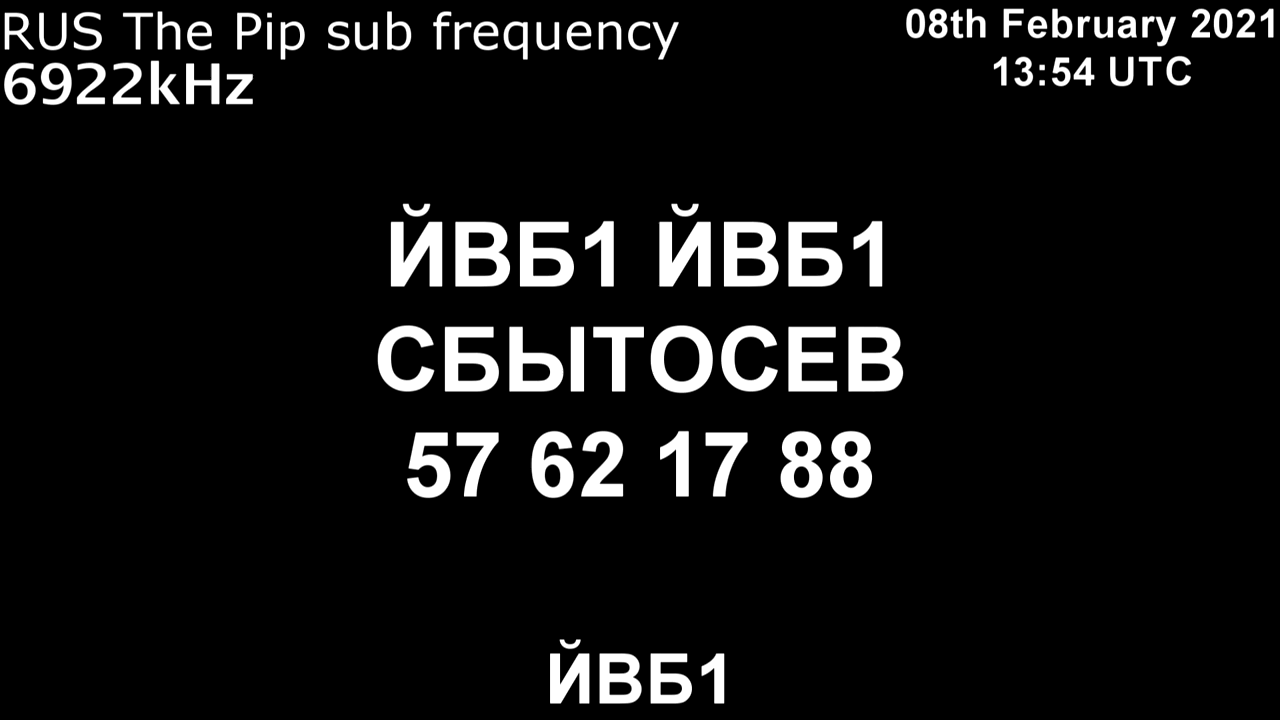 RUS The Pip sub frequency
6922kHz
08th February 2021
13:54 UTC
ЙВБ1 ЙВБ1
СБЫТОСЕВ
57 62 17 88
ЙВБ1